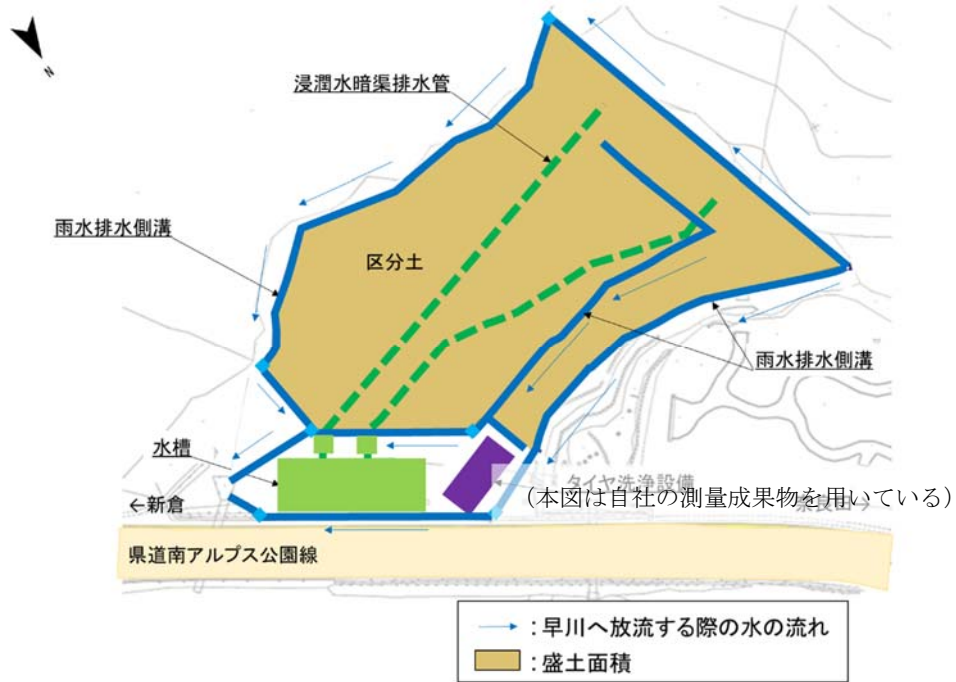 N
浸潤水暗渠排水管
雨水排水側溝
区分土
雨水排水側溝
水槽
タイヤ洗浄設備
(本図は自社の測量成果物を用いている)
←新倉
奈良田→
県道南アルプス公園線
：早川へ放流する際の水の流れ
：盛土面積